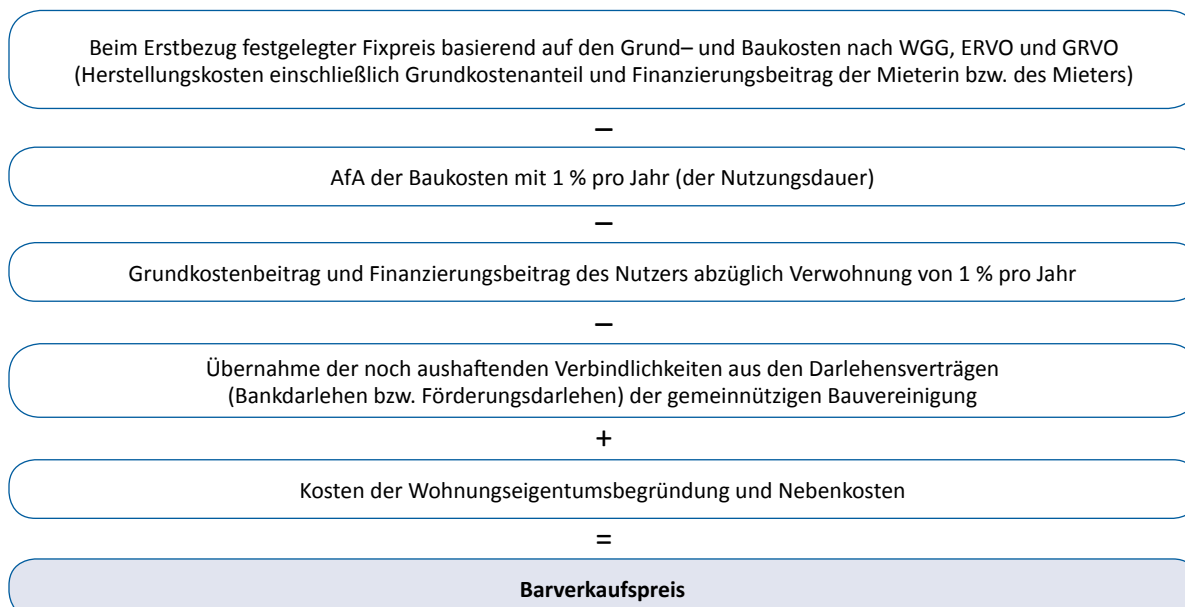 Beim Erstbezug festgelegter Fixpreis basierend auf den Grund– und Baukosten nach WGG, ERVO und GRVO
(Herstellungskosten einschließlich Grundkostenanteil und Finanzierungsbeitrag der Mieterin bzw. des Mieters)
–
AfA der Baukosten mit 1 % pro Jahr (der Nutzungsdauer)
–
Grundkostenbeitrag und Finanzierungsbeitrag des Nutzers abzüglich Verwohnung von 1 % pro Jahr
–
Übernahme der noch aushaftenden Verbindlichkeiten aus den Darlehensverträgen
(Bankdarlehen bzw. Förderungsdarlehen) der gemeinnützigen Bauvereinigung
+
Kosten der Wohnungseigentumsbegründung und Nebenkosten
=
Barverkaufspreis